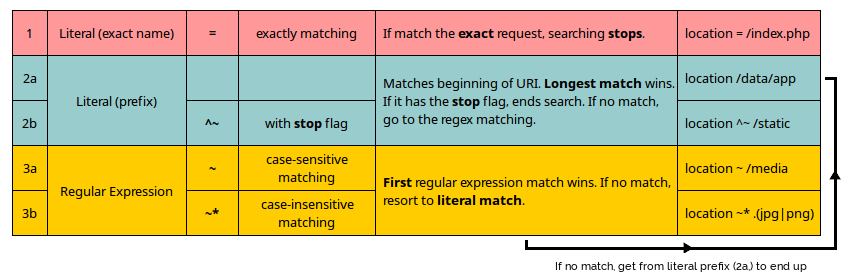 1 Literal (exact name) = exactly matching If match the exact request, searching stops. location = /index.php
2a location /data/app
Literal (prefix)
Matches beginning of URI. Longest match wins.
If it has the stop flag, ends search. If no match,
go to the regex matching.
2b ^~ with stop flag location ^~ /static
3a ~ case-sensitive
matching
location ~ /media
Regular Expression
First regular expression match wins. If no match,
resort to literal match.
3b ~* case-insensitive
matching
location ~* .(jpg|png)
If no match, get from literal prefix (2a,) to end up